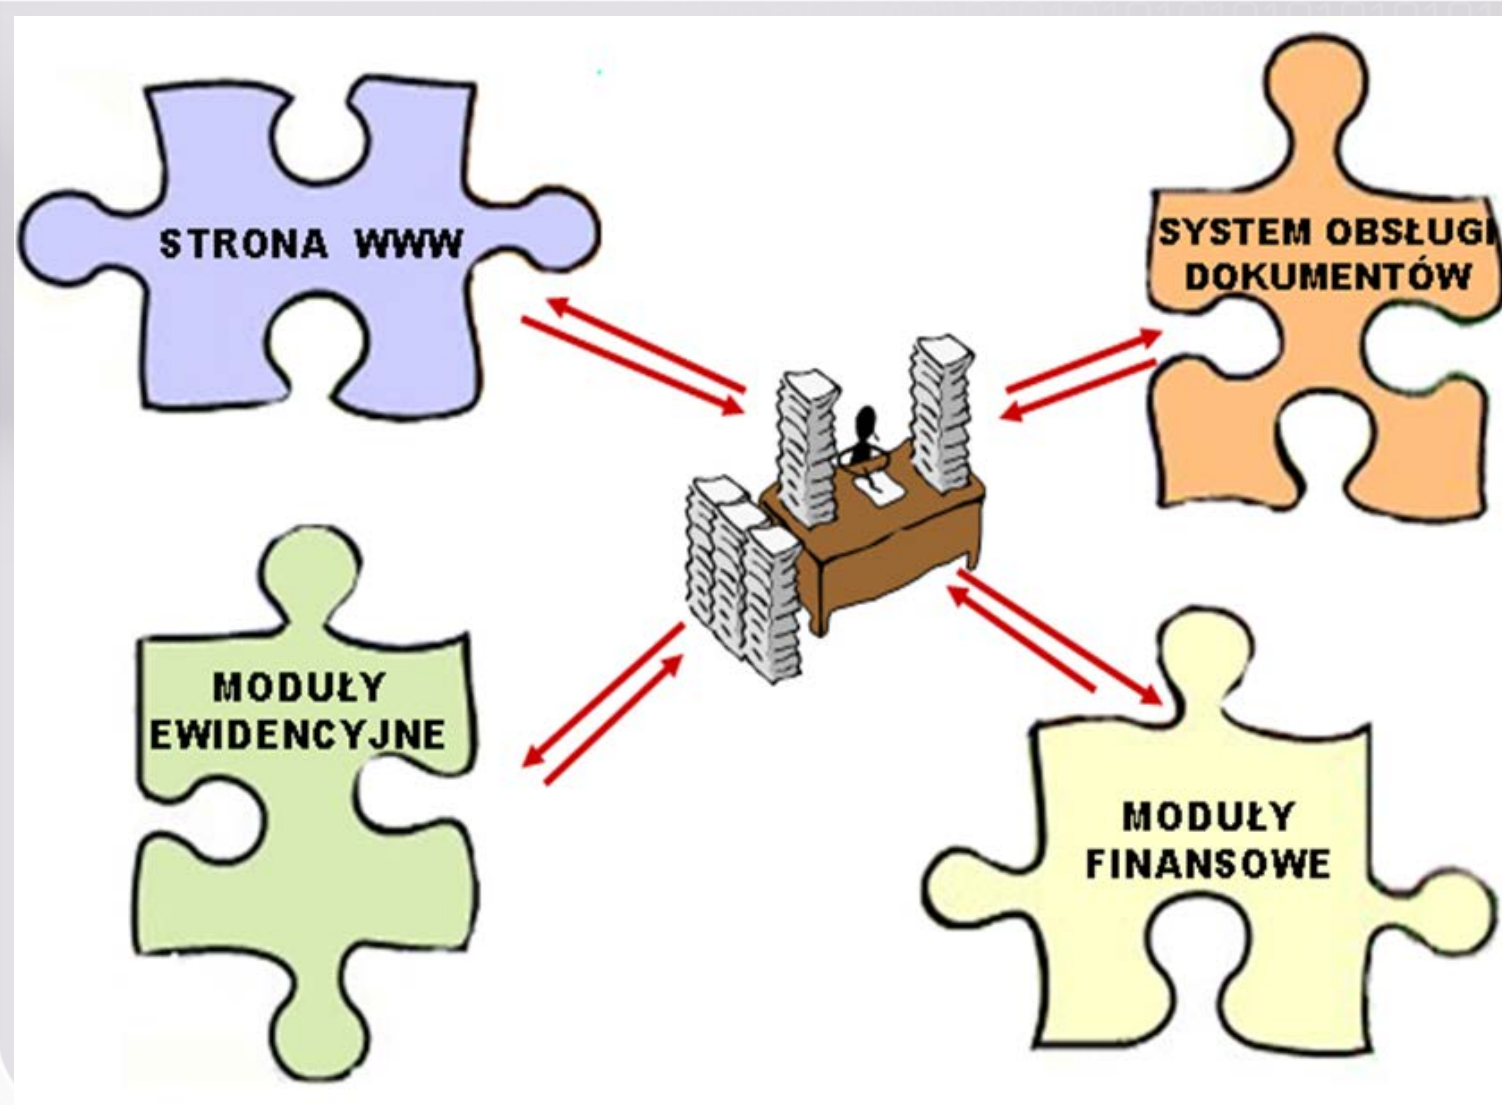 STRONA WWW
SYSTEM OBSŁUGI
DOKUMENTÓW
MODUŁY
EWIDENCYJNE
MODUŁY
FINANSOWE